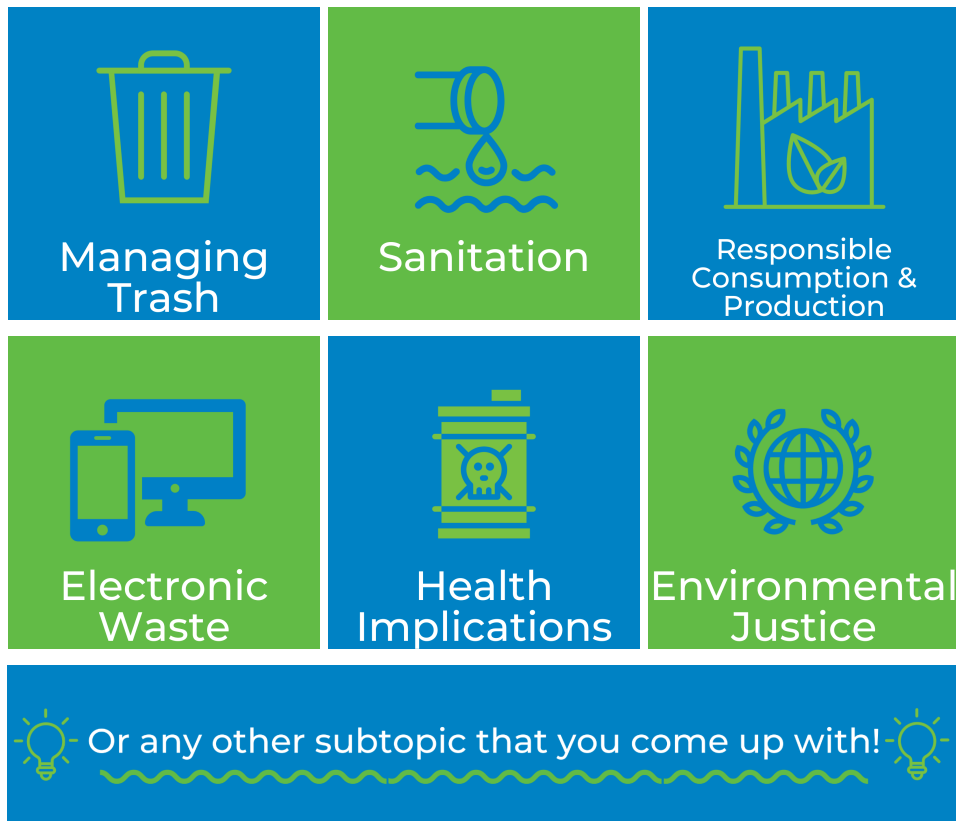 Managing
Trash
Sanitation
Responsible
Consumption &
Production
Electronic
Waste
Health
Implications
Environmental
Justice
Or any other subtopic that you come up with!